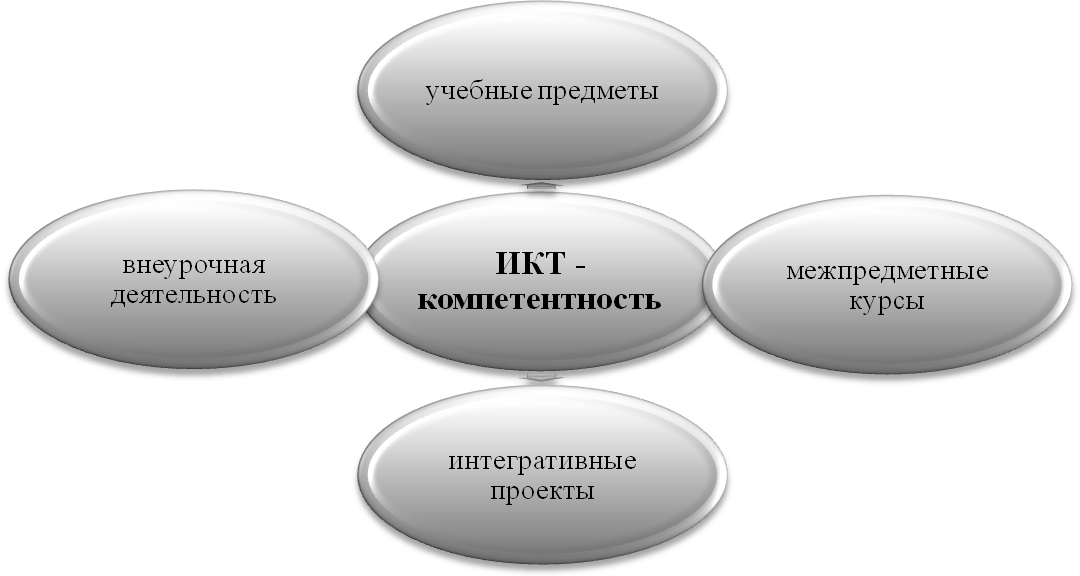 учебные предметы
внеурочная
деятельность
ИКТ -
компетентность
межпредметные
курсы
интегративные
проекты